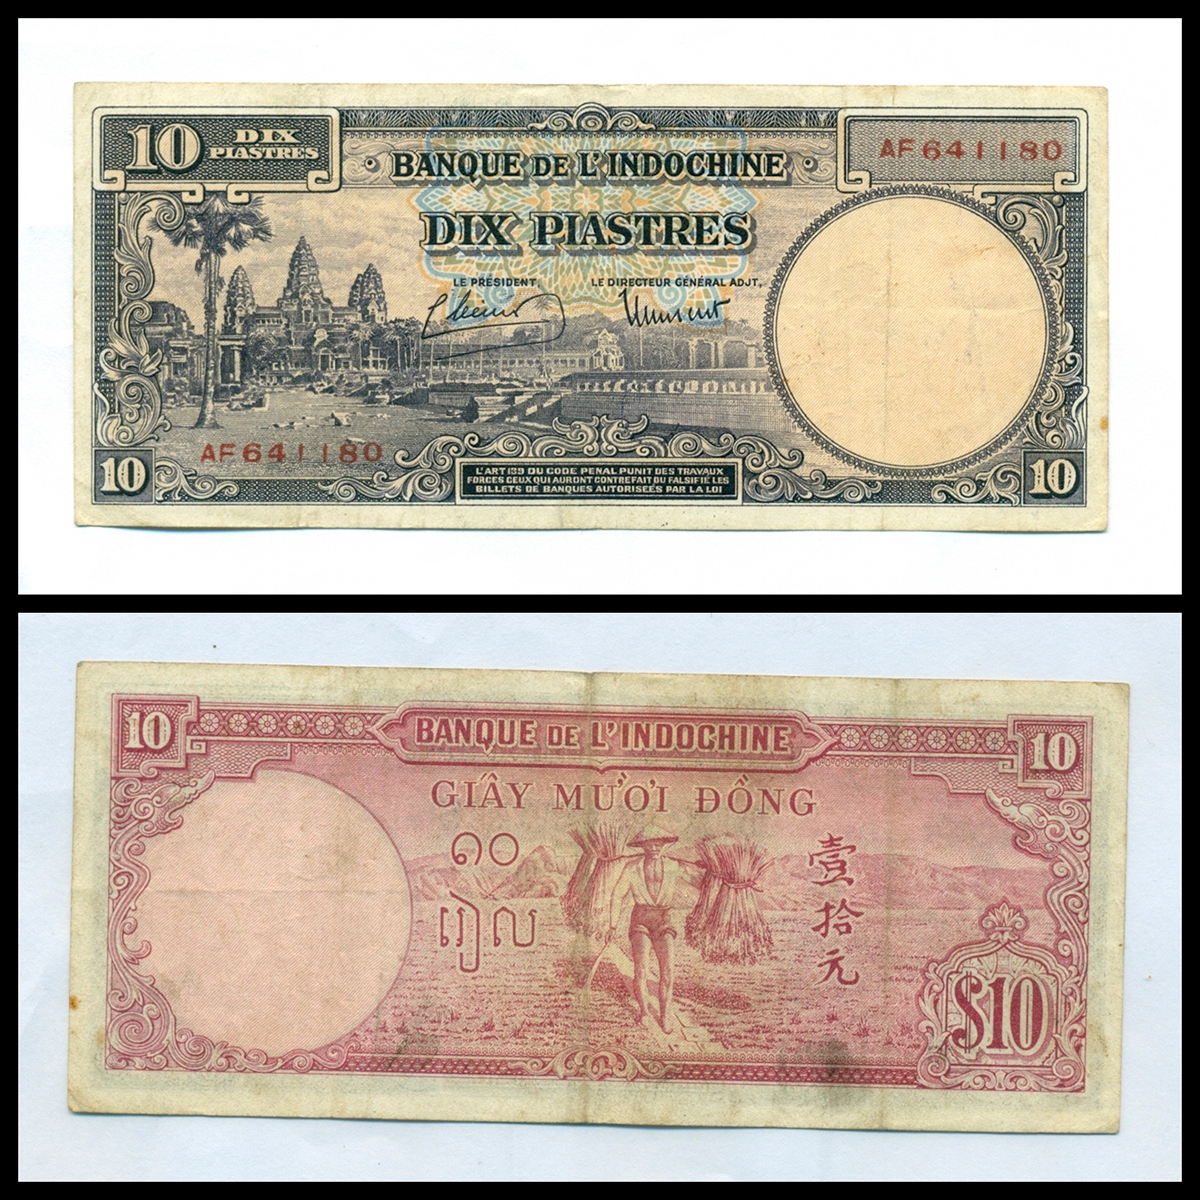 10 DIX
PIASTRES
BANQUE DE L'INDOCHINE
AF 641180
DIX PIASTRES
LE PRÉSIDENT,
LE DIRECTEUR GÉNÉRAL ADJT,
AF 641180
10
L'ART 139 DU CODE PENAL PUNIT DES TRAVAUX
FORCES CEUX QUI AURONT CONTREFAIT OU FALSIFIÉ LES
BILLETS DE BANQUES AUTORISÉES PAR LA LOI
10
10
BANQUE DE L'INDOCHINE
10
GIẤY MƯỜI ĐỒNG
១០
រៀល
壹拾元
$10